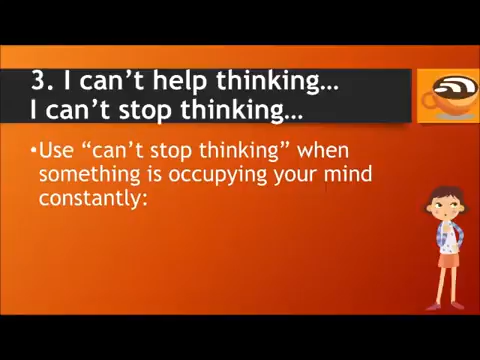 3. I can’t help thinking…
I can’t stop thinking…
•Use “can’t stop thinking” when
something is occupying your mind
constantly: